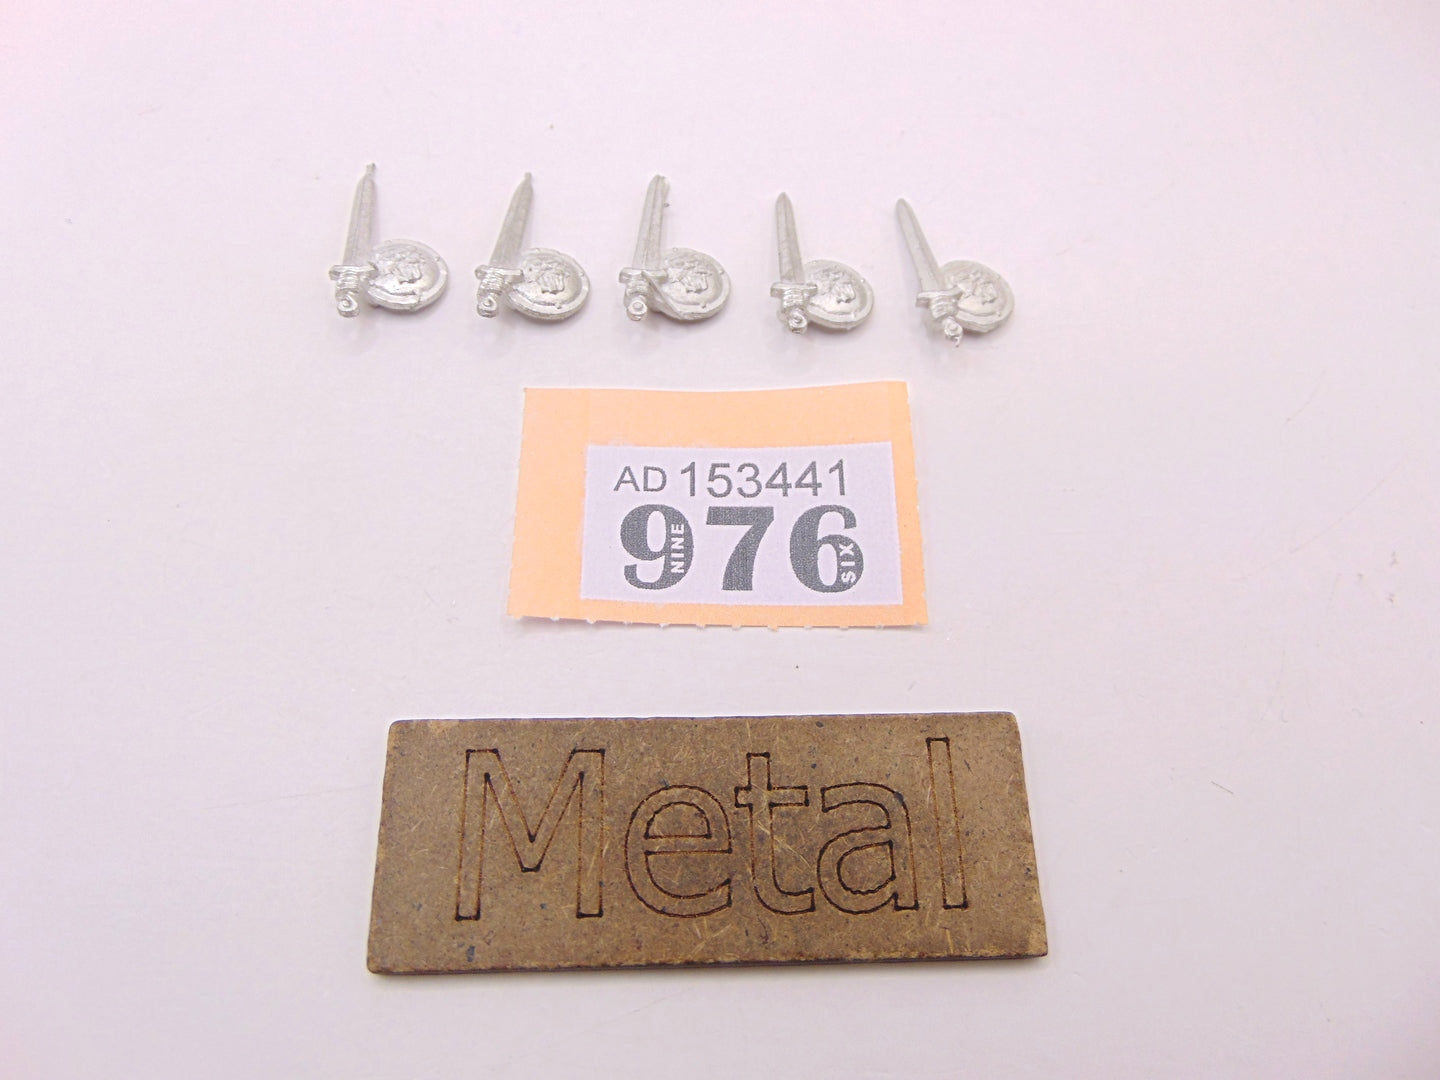 AD 153441
976
NINE
SIX
Metal